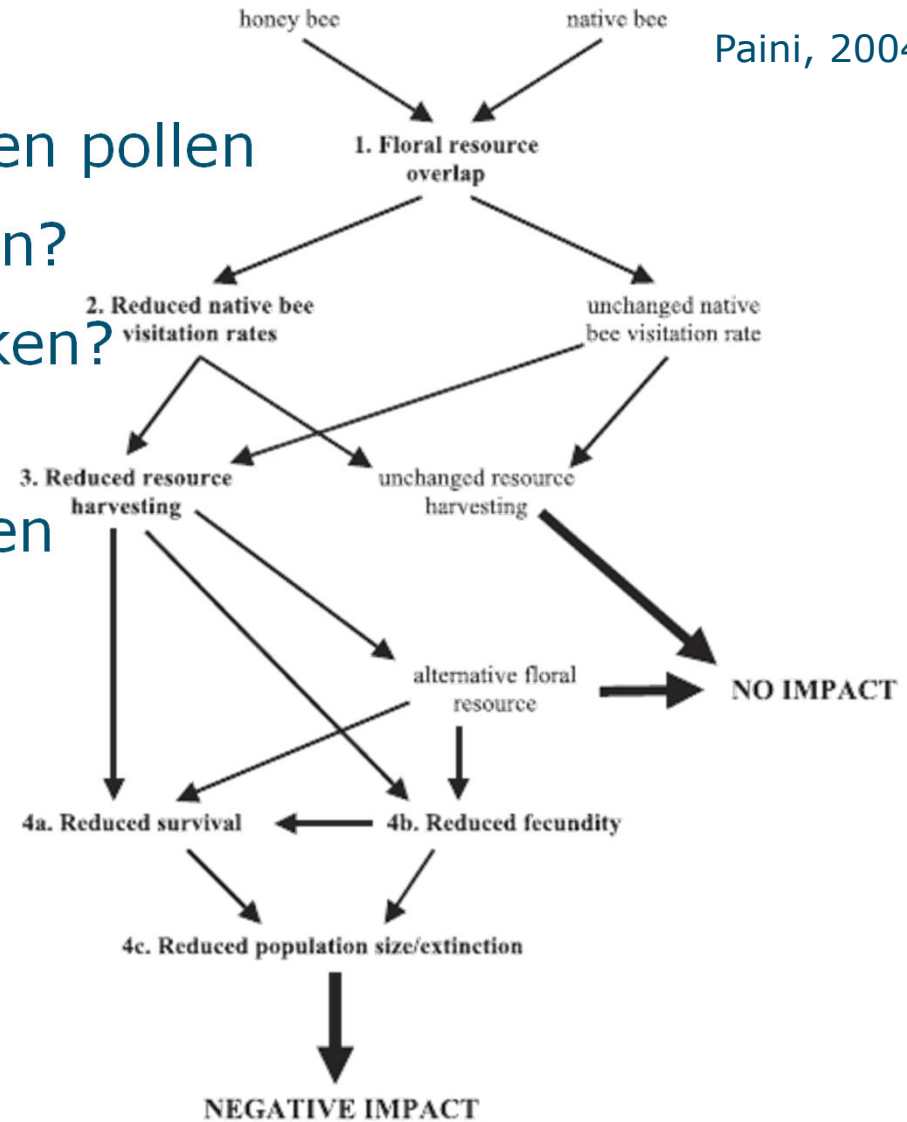 honey bee
native bee
Paini, 2004
en pollen
1. Floral resource
overlap
n?
2. Reduced native bee
visitation rates
unchanged native
bee visitation rate
ken?
3. Reduced resource
harvesting
unchanged resource
harvesting
en
alternative floral
resource
NO IMPACT
4a. Reduced survival
4b. Reduced fecundity
4c. Reduced population size/extinction
NEGATIVE IMPACT